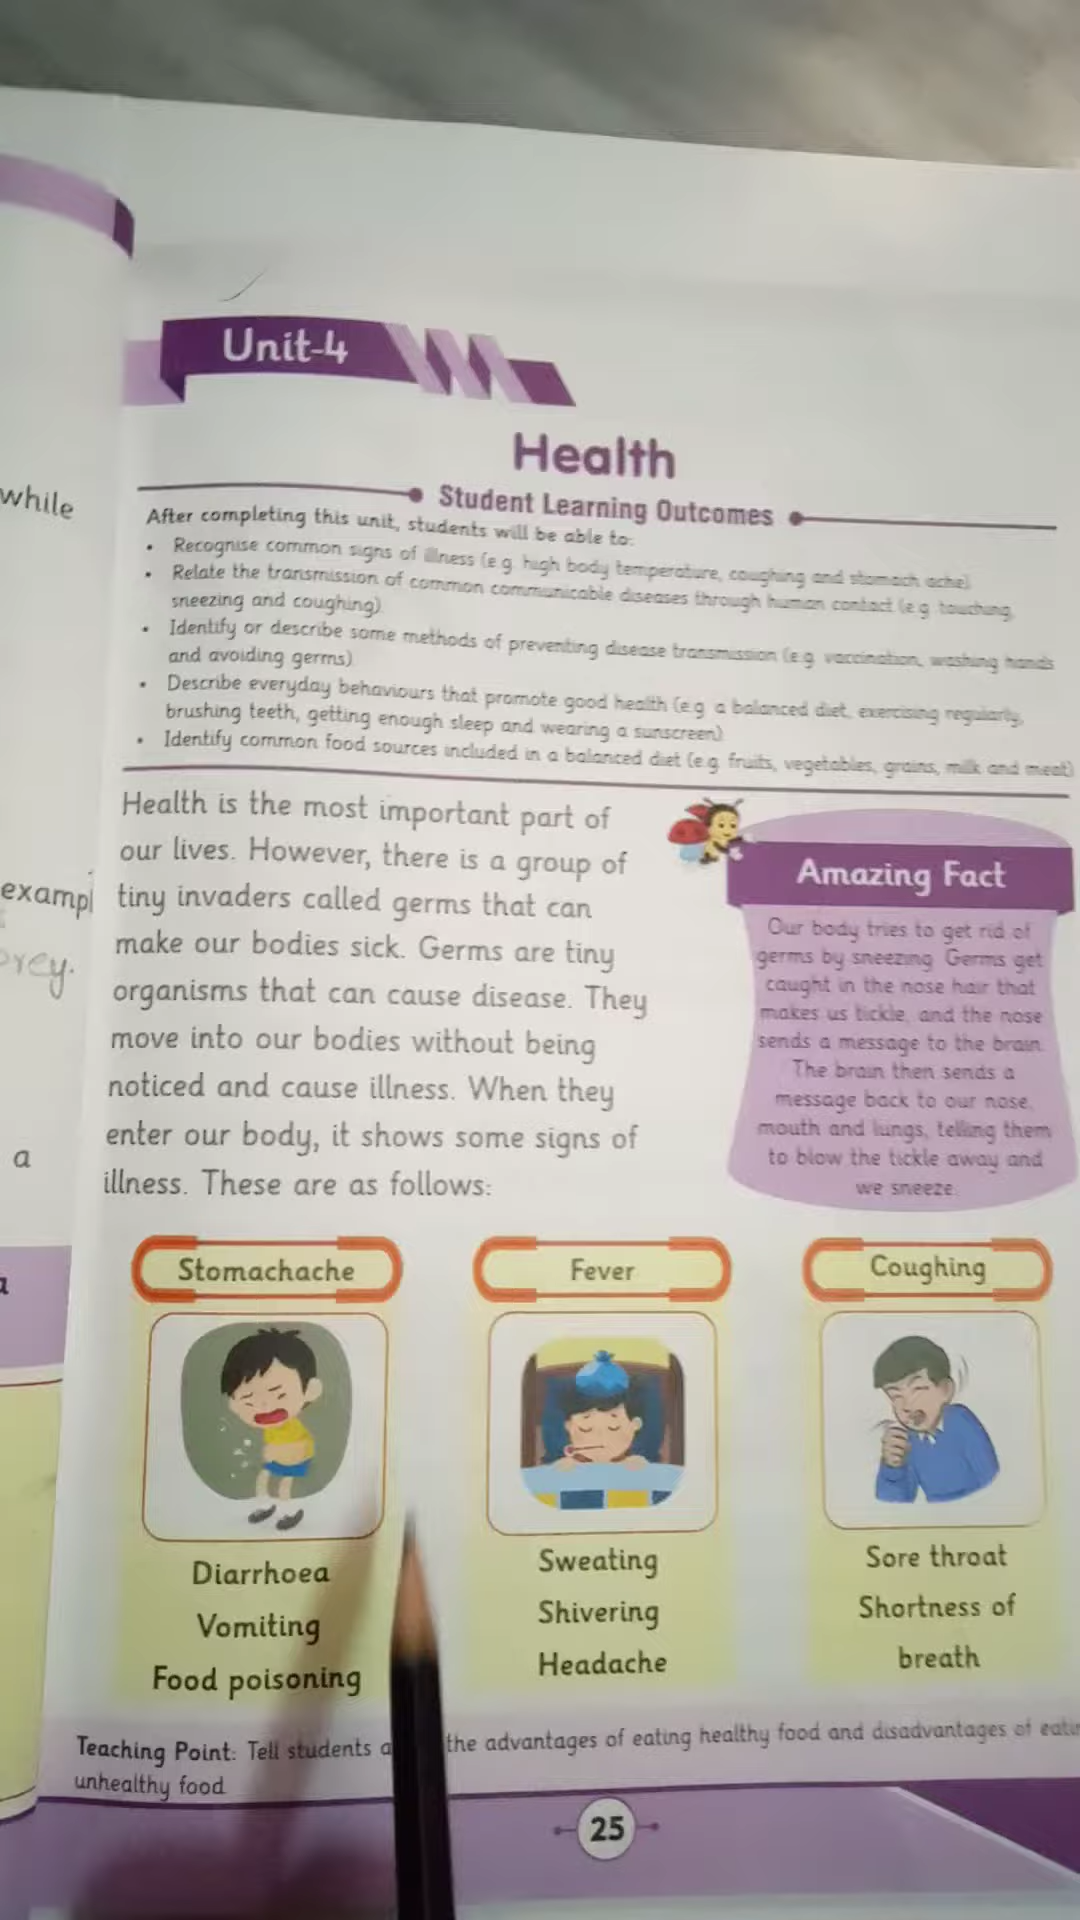 while
exampl
prey.
a
Unit-4
Health
Student Learning Outcomes
After completing this unit, students will be able to:
• Recognise common signs of illness (e.g. high body temperature, coughing and stomach ache)
• Relate the transmission of common communicable diseases through human contact (e.g. touching,
sneezing and coughing)
• Identify or describe some methods of preventing disease transmission (e.g. vaccination, washing hands
and avoiding germs)
• Describe everyday behaviours that promote good health (e.g. a balanced diet, exercising regularly,
brushing teeth, getting enough sleep and wearing a sunscreen)
• Identify common food sources included in a balanced diet (e.g. fruits, vegetables, grains, milk and meat)
Health is the most important part of
our lives. However, there is a group of
tiny invaders called germs that can
make our bodies sick. Germs are tiny
organisms that can cause disease. They
move into our bodies without being
noticed and cause illness. When they
enter our body, it shows some signs of
illness. These are as follows:
Amazing Fact
Our body tries to get rid of
germs by sneezing. Germs get
caught in the nose hair that
makes us tickle, and the nose
sends a message to the brain.
The brain then sends a
message back to our nose,
mouth and lungs, telling them
to blow the tickle away and
we sneeze.
Stomachache
Diarrhoea
Vomiting
Food poisoning
Fever
Sweating
Shivering
Headache
Coughing
Sore throat
Shortness of
breath
Teaching Point: Tell students the advantages of eating healthy food and disadvantages of
unhealthy food
25